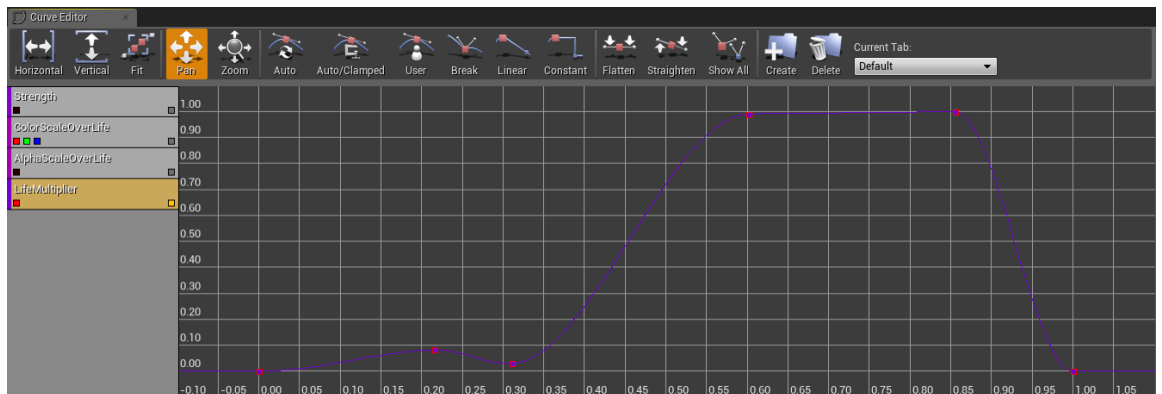 Curve Editor
Horizontal Vertical Fit Pan Zoom Auto Auto/Clamped User Break Linear Constant Flatten Straighten Show All Create Delete
Current Tab:
Default
Strength
ColorScaleOverLife
AlphaScaleOverLife
LifeMultiplier
1.00
0.90
0.80
0.70
0.60
0.50
0.40
0.30
0.20
0.10
0.00
-0.10 -0.05 0.00 0.05 0.10 0.15 0.20 0.25 0.30 0.35 0.40 0.45 0.50 0.55 0.60 0.65 0.70 0.75 0.80 0.85 0.90 0.95 1.00 1.05